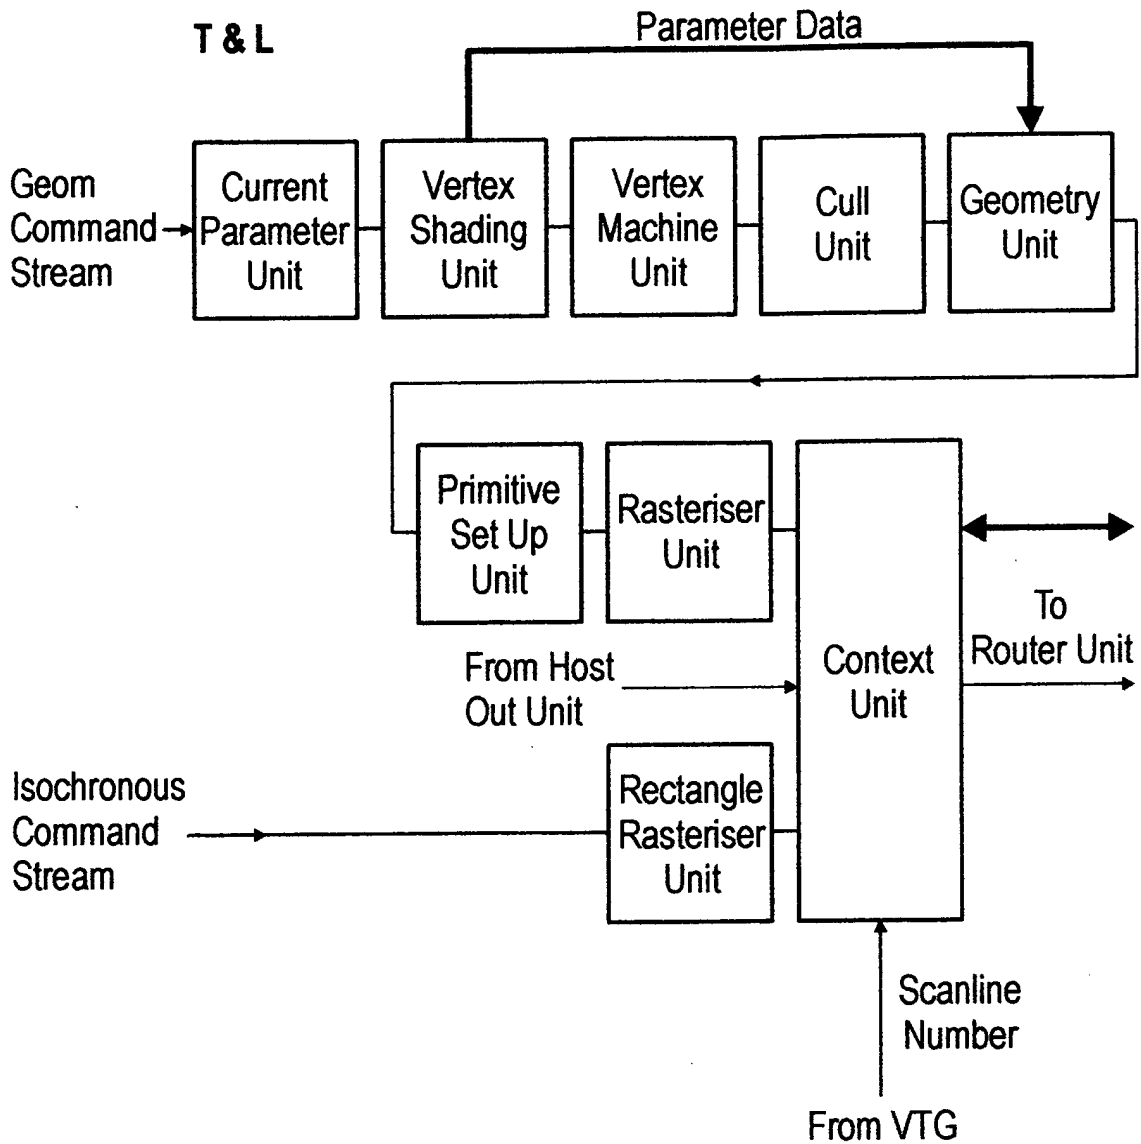 T & L
Parameter Data
Geom
Command
Stream
Current
Parameter
Unit
Vertex
Shading
Unit
Vertex
Machine
Unit
Cull
Unit
Geometry
Unit
Primitive
Set Up
Unit
Rasteriser
Unit
Context
Unit
To
Router Unit
From Host
Out Unit
Isochronous
Command
Stream
Rectangle
Rasteriser
Unit
Scanline
Number
From VTG